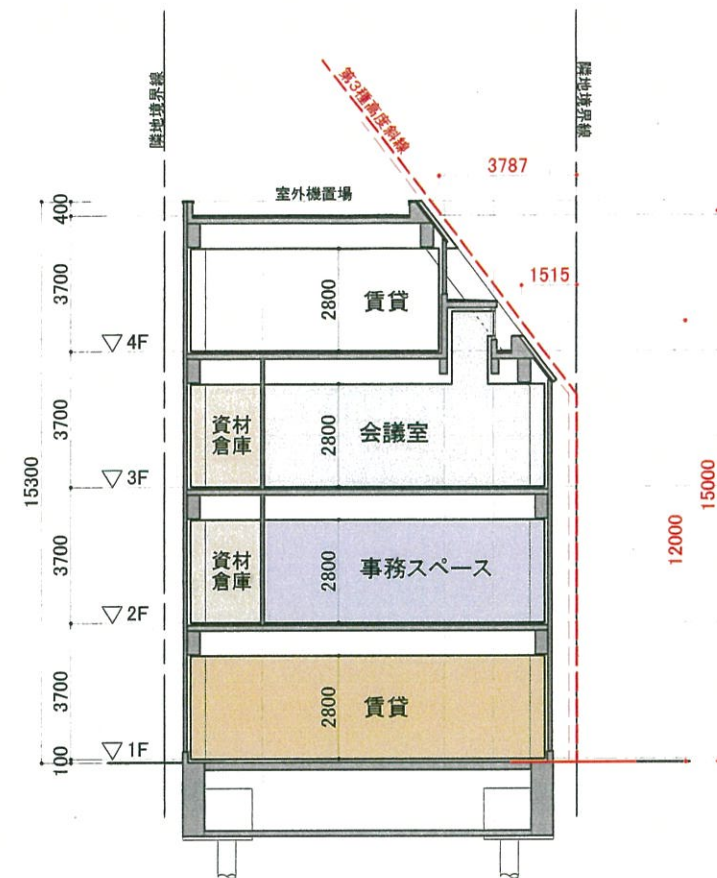 隣地境界線
第3種高度斜線
隣地境界線
3787
室外機置場
400
3700
2800
賃貸
1515
▽4F
3700
資材
倉庫
2800
会議室
▽3F
15300
15000
12000
3700
資材
倉庫
2800
事務スペース
▽2F
3700
2800
賃貸
▽1F
100